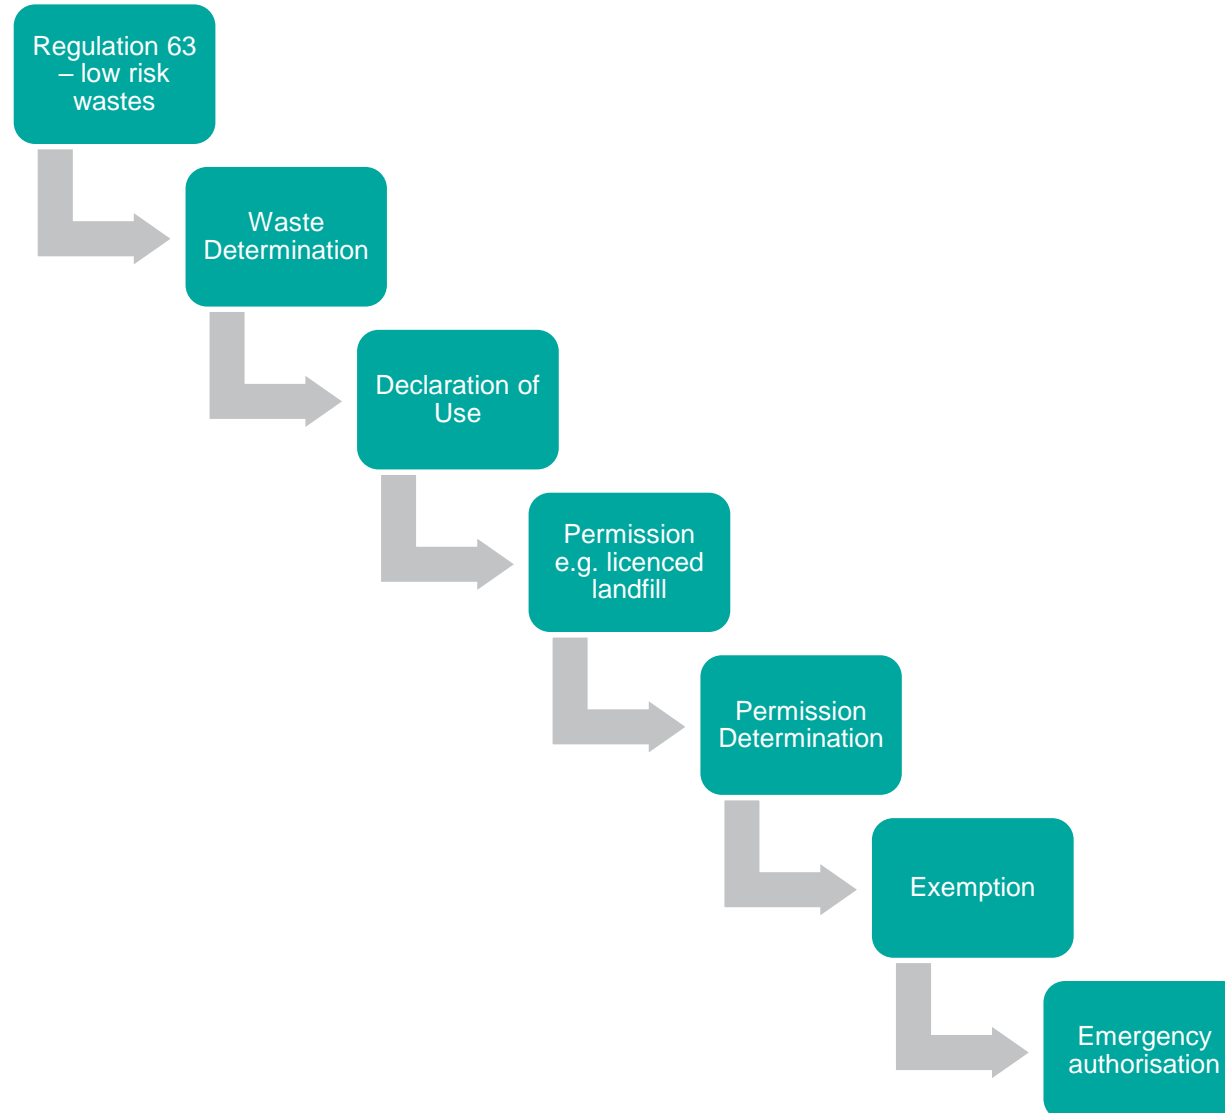 Regulation 63
– low risk
wastes
Waste
Determination
Declaration of
Use
Permission
e.g. licenced
landfill
Permission
Determination
Exemption
Emergency
authorisation